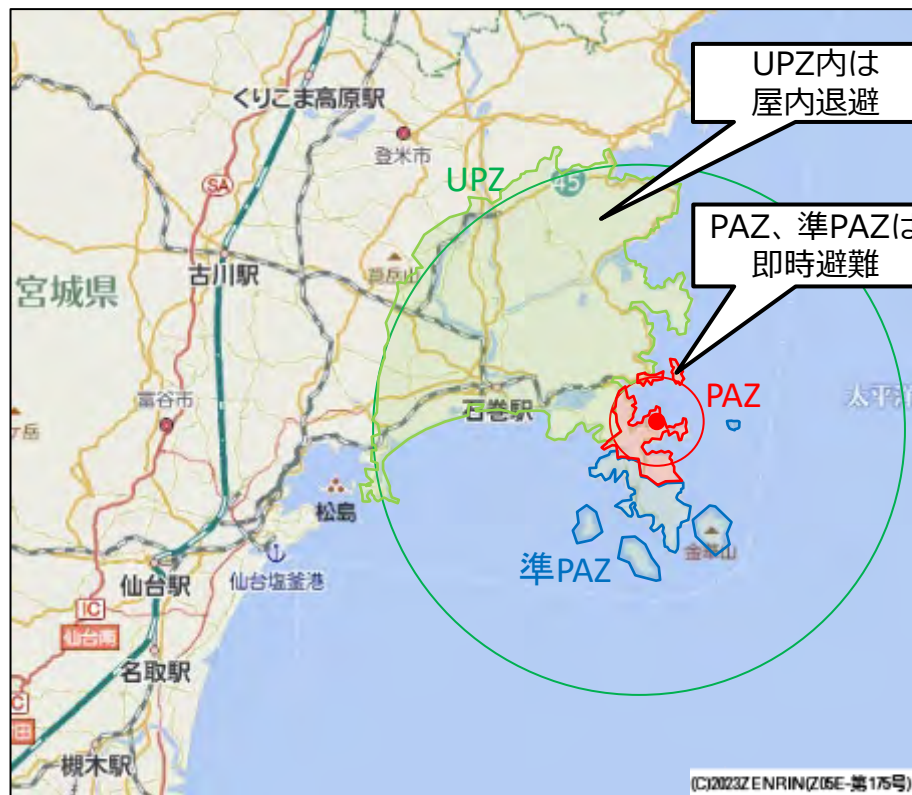 UPZ内は
屋内退避
くりこま高原駅
登米市
UPZ
45
SA
PAZ、準PAZは
即時避難
古川駅
宮城県
石巻駅
PAZ
富谷市
松島
準PAZ
金華山
仙台塩釜港
仙台駅
IC
仙台南
名取駅
槻木駅
(C)2023ZENRIN(Z05E-第175号)